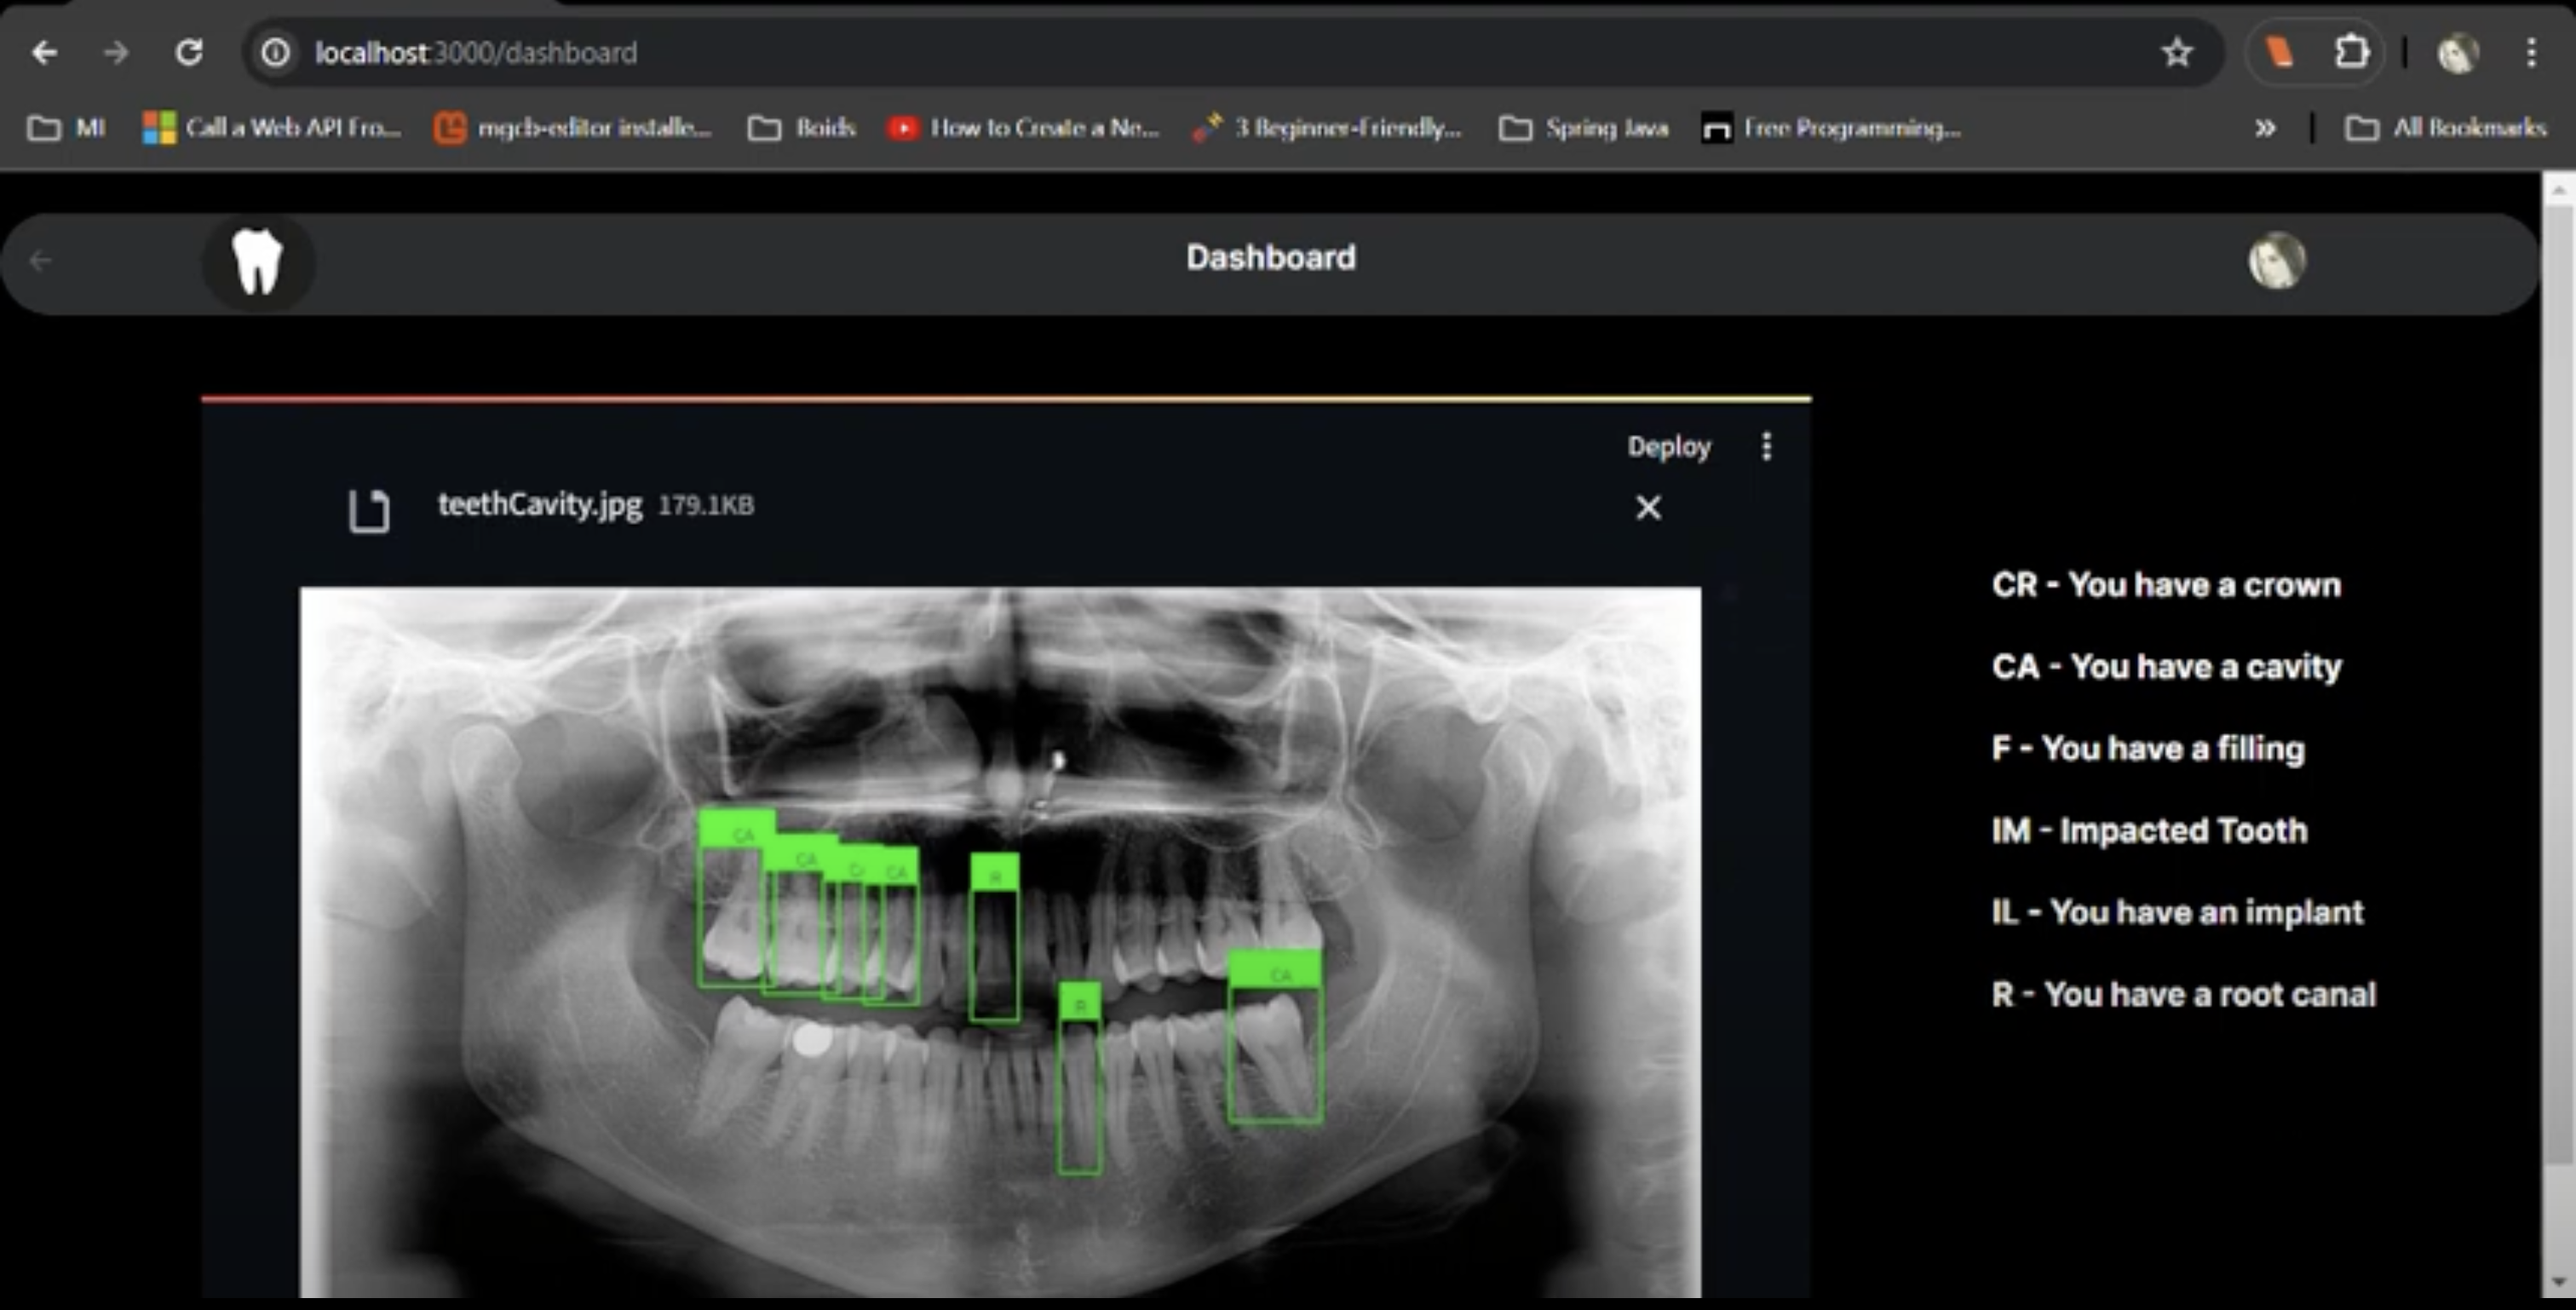 localhost:3000/dashboard
MI
Call a Web API Fro...
mgcb-editor installe...
Boids
How to Create a Ne...
3 Beginner-Friendly...
Spring Java
Free Programming...
All Bookmarks
Dashboard
Deploy
teethCavity.jpg 179.1KB
CR - You have a crown
CA - You have a cavity
F - You have a filling
IM - Impacted Tooth
IL - You have an implant
R - You have a root canal
CA
CA
C
CA
R
CA
R